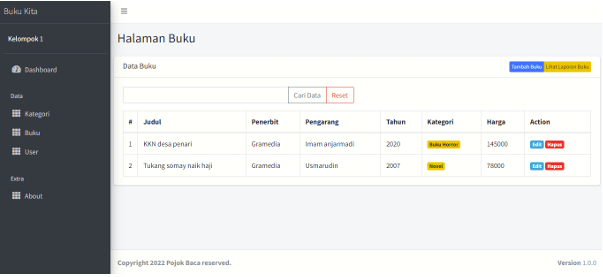 Buku Kita
Kelompok 1
Dashboard
Data
Kategori
Buku
User
Extra
About
Halaman Buku
Data Buku
Tambah Buku Lihat Laporan Buku
Cari Data Reset
# Judul Penerbit Pengarang Tahun Kategori Harga Action
1 KKN desa penari Gramedia Imam anjarmadi 2020 Buku Horror 145000 Edit Hapus
2 Tukang somay naik haji Gramedia Usmarudin 2007 Novel 78000 Edit Hapus
Copyright 2022 Pojok Baca reserved. Version 1.0.0